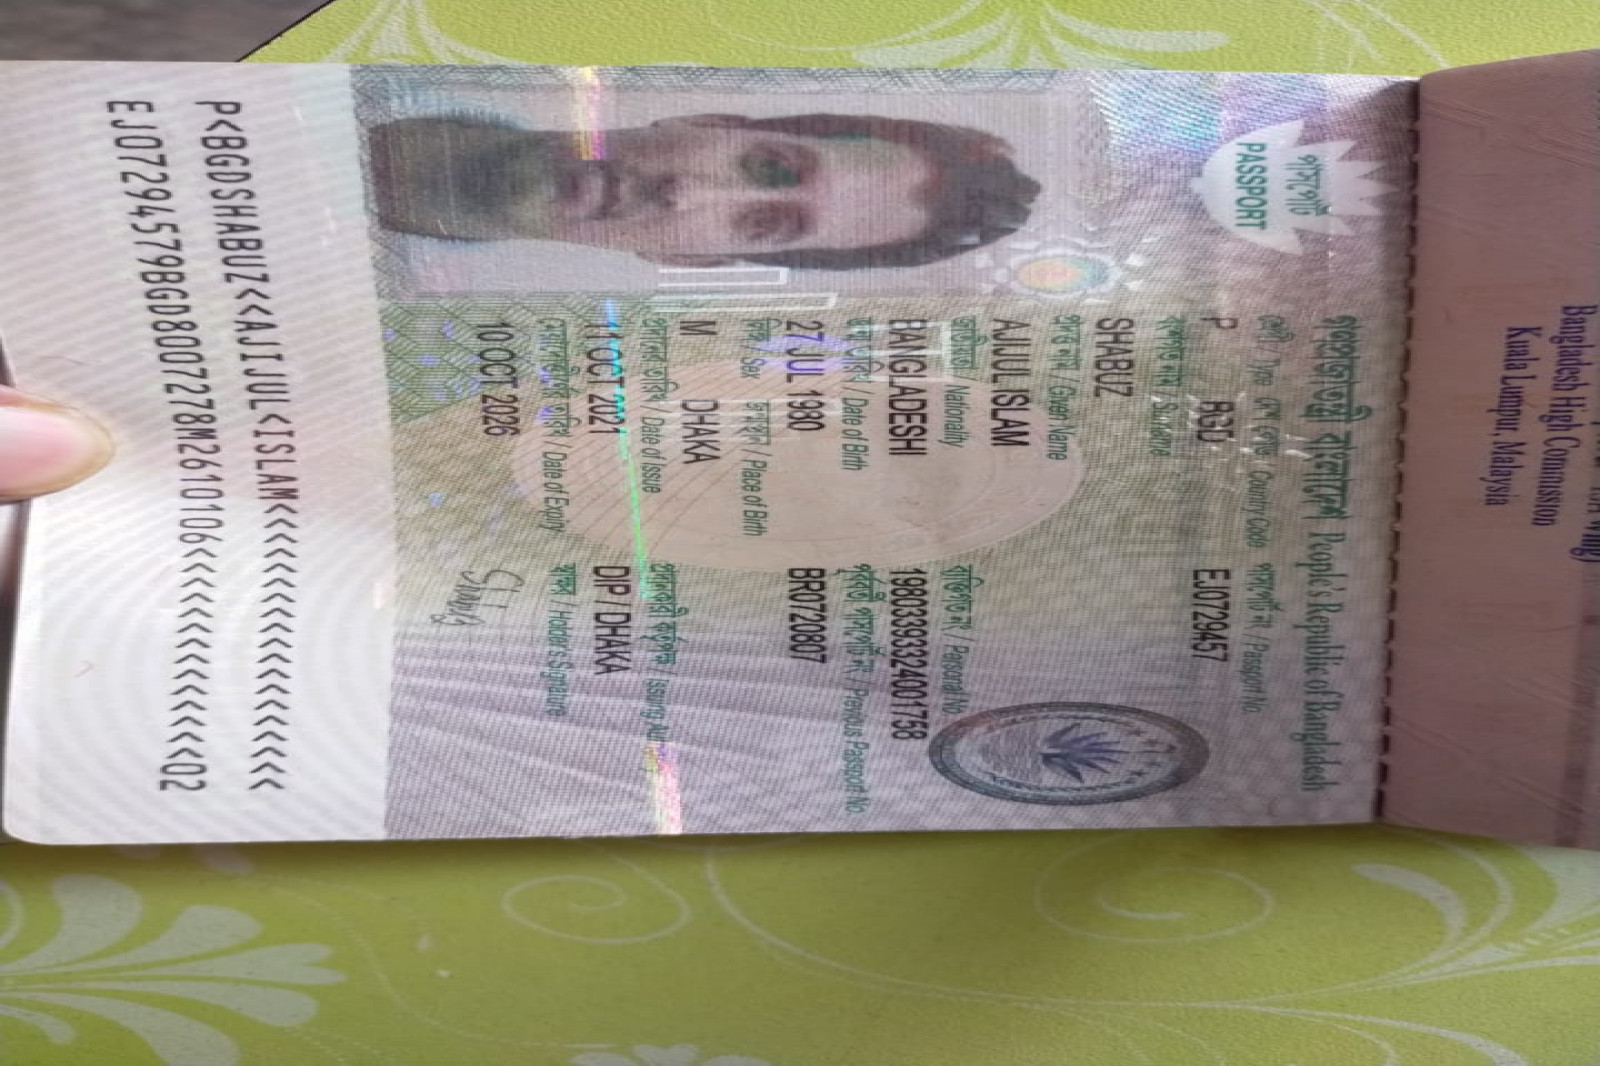 Bangladesh High Commission
Kuala Lumpur, Malaysia
গণপ্রজাতন্ত্রী বাংলাদেশ / People's Republic of Bangladesh
পাসপোর্ট
PASSPORT
শ্রেণী / Type দেশ কোড / Country Code পাসপোর্ট নং / Passport No
P BGD EJ0729457
বংশগত নাম / Surname
SHABUZ
প্রদত্ত নাম / Given Name
AJIJUL ISLAM
জাতীয়তা / Nationality ব্যক্তিগত নং / Personal No
BANGLADESHI 19803393324001758
জন্ম তারিখ / Date of Birth পূর্ববর্তী পাসপোর্ট নং / Previous Passport No
27 JUL 1980 BR0720807
লিঙ্গ / Sex জন্মস্থান / Place of Birth
M DHAKA
প্রদানের তারিখ / Date of Issue প্রদানকারী কর্তৃপক্ষ / Issuing
11 OCT 2021 DIP / DHAKA
মেয়াদোত্তীর্ণের তারিখ / Date of Expiry স্বাক্ষর / Holder's Signature
10 OCT 2026
P<BGDSHABUZ<<AJIJUL<ISLAM<<<<<<<<<<<<<<<<<<<
EJ07294579BGD8007278M2610106<<<<<<<<<<<<<<02